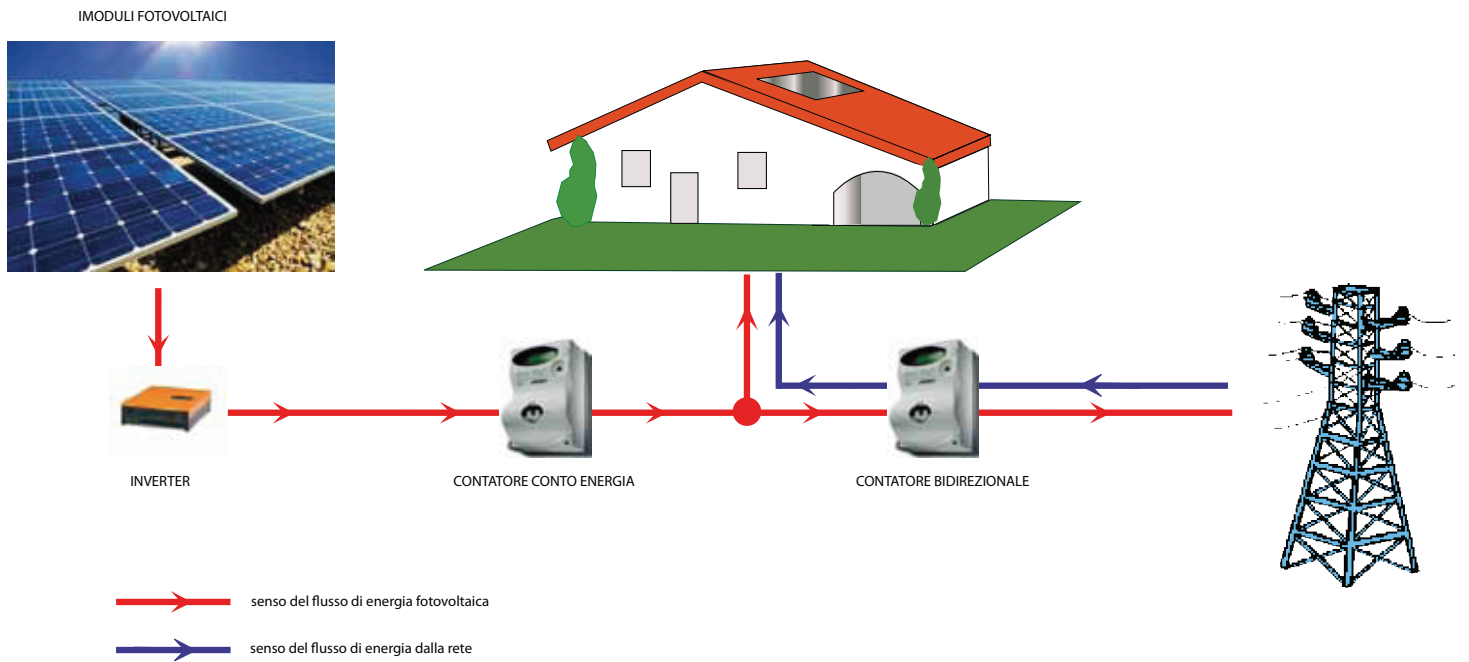 IMODULI FOTOVOLTAICI
INVERTER
CONTATORE CONTO ENERGIA
CONTATORE BIDIREZIONALE
senso del flusso di energia fotovoltaica
senso del flusso di energia dalla rete